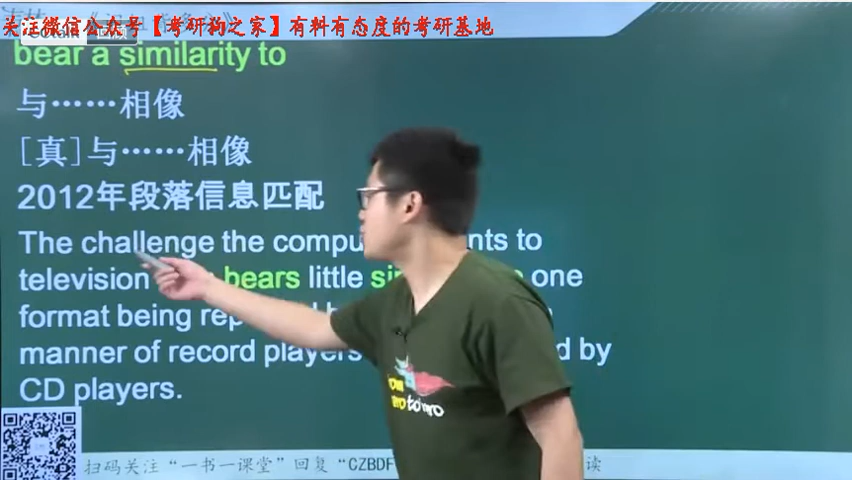 关注微信公众号【考研狗之家】有料有态度的考研基地
bear a similarity to
与……相像
[真]与……相像
2012年段落信息匹配
The challenge the nts to
television bears little one
format being
manner of record players d by
CD players.
扫码关注“一书一课堂”回复“CZBDF 读